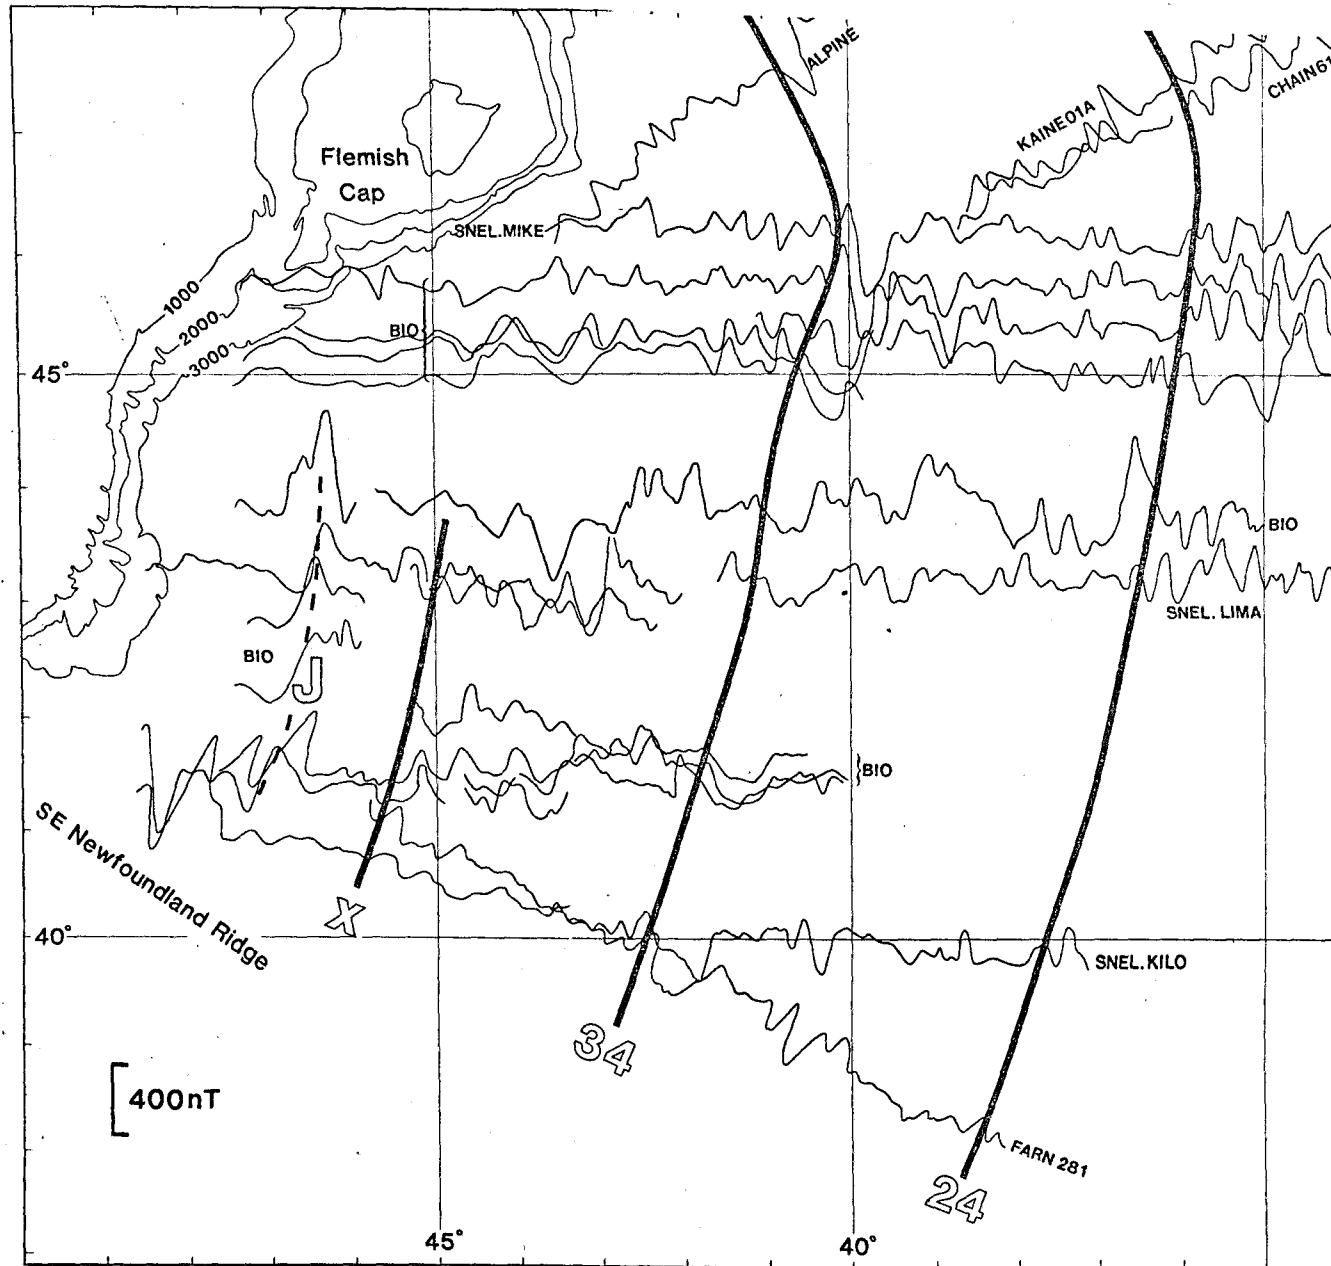 ALPINE
CHAIN61
KAINE01A
Flemish
Cap
SNEL.MIKE
1000
2000
3000
BIO
45°
BIO
SNEL. LIMA
BIO
J
BIO
SE Newfoundland Ridge
X
40°
SNEL.KILO
34
400nT
FARN 281
24
45°
40°